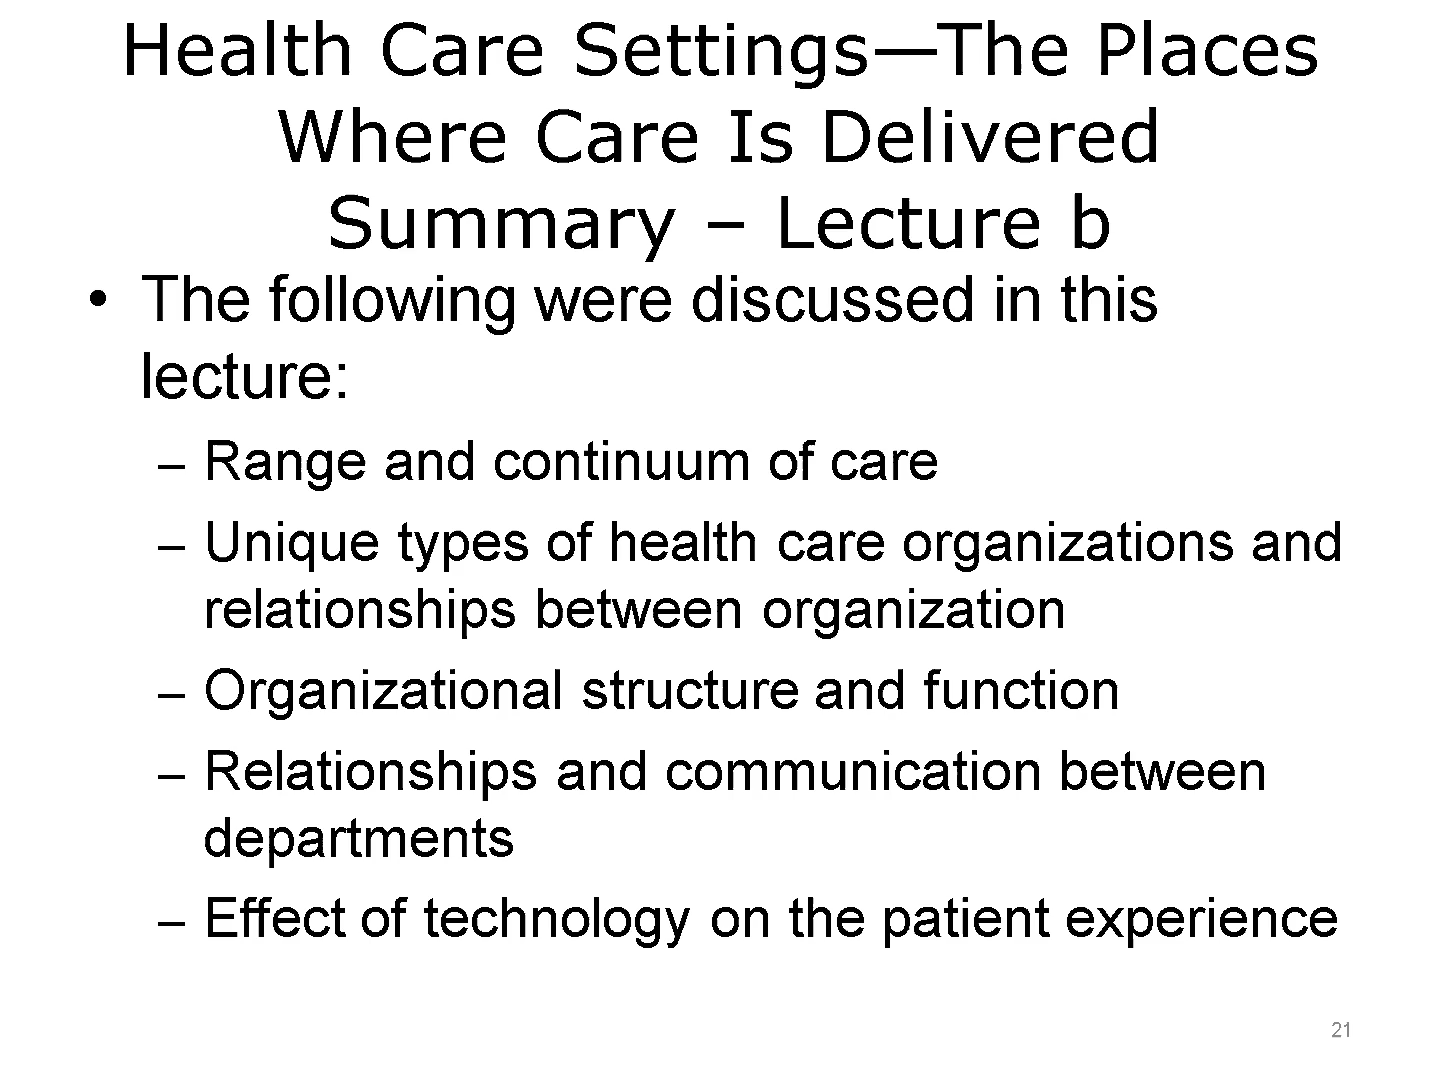 Health Care Settings—The Places
Where Care Is Delivered
Summary – Lecture b
• The following were discussed in this
lecture:
– Range and continuum of care
– Unique types of health care organizations and
relationships between organization
– Organizational structure and function
– Relationships and communication between
departments
– Effect of technology on the patient experience
21